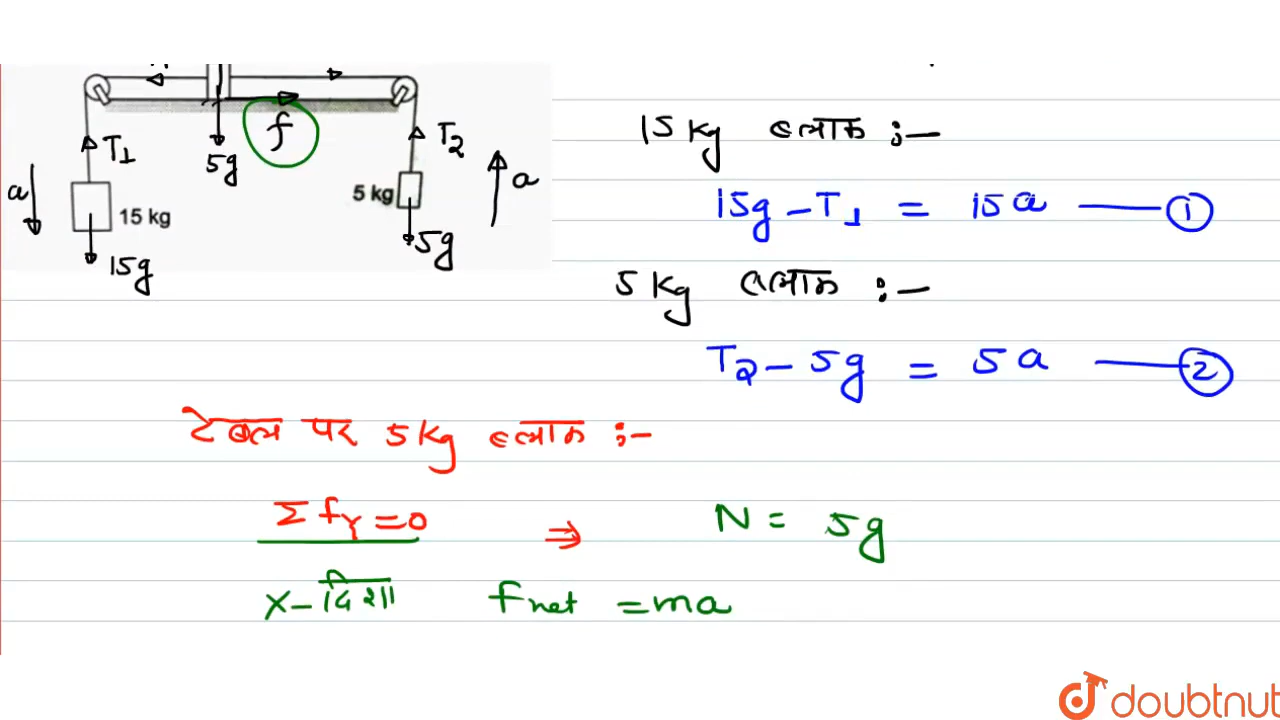 T1
T2
5g
f
a
a
15 kg
5 kg
15g
5g
15 Kg ब्लाक :-
15g - T1 = 15a — ①
5 Kg ब्लाक :-
T2 - 5g = 5a — ②
टेबल पर 5 Kg ब्लाक :-
Σ fY = 0 ⇒ N = 5g
X - दिशा fnet = ma
doubtnut